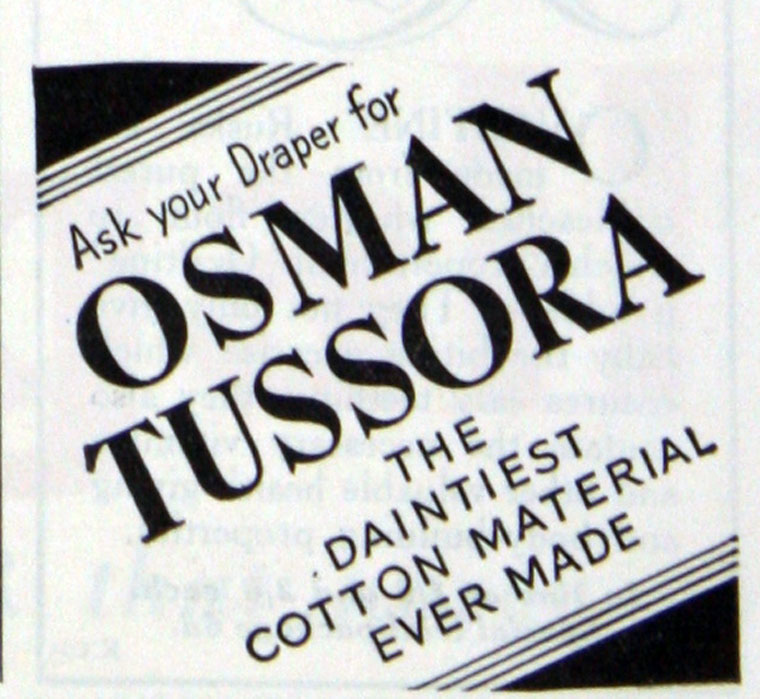 Ask your Draper for
OSMAN
TUSSORA
THE
DAINTIEST
COTTON MATERIAL
EVER MADE